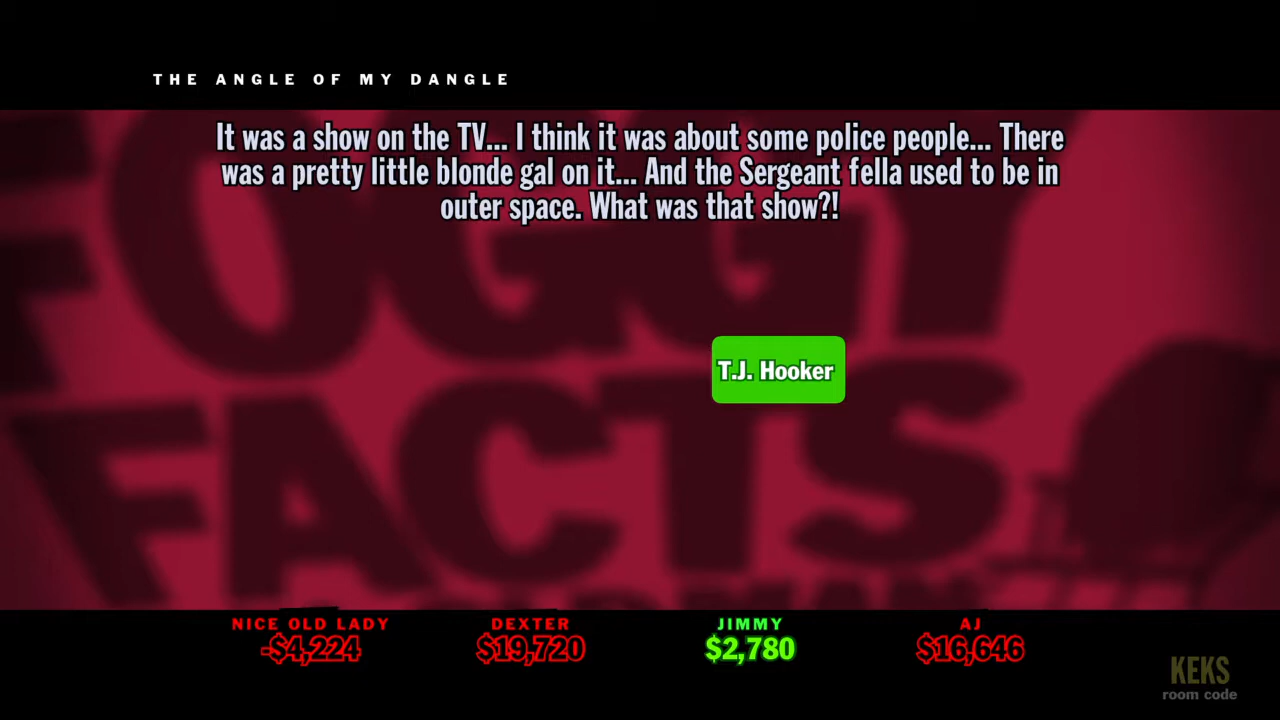 THE ANGLE OF MY DANGLE
It was a show on the TV... I think it was about some police people... There
was a pretty little blonde gal on it... And the Sergeant fella used to be in
outer space. What was that show?!
FOGGY
T.J. Hooker
FACTS
NICE OLD LADY DEXTER JIMMY AJ
-$4,224 $19,720 $2,780 $16,646
KEKS
room code